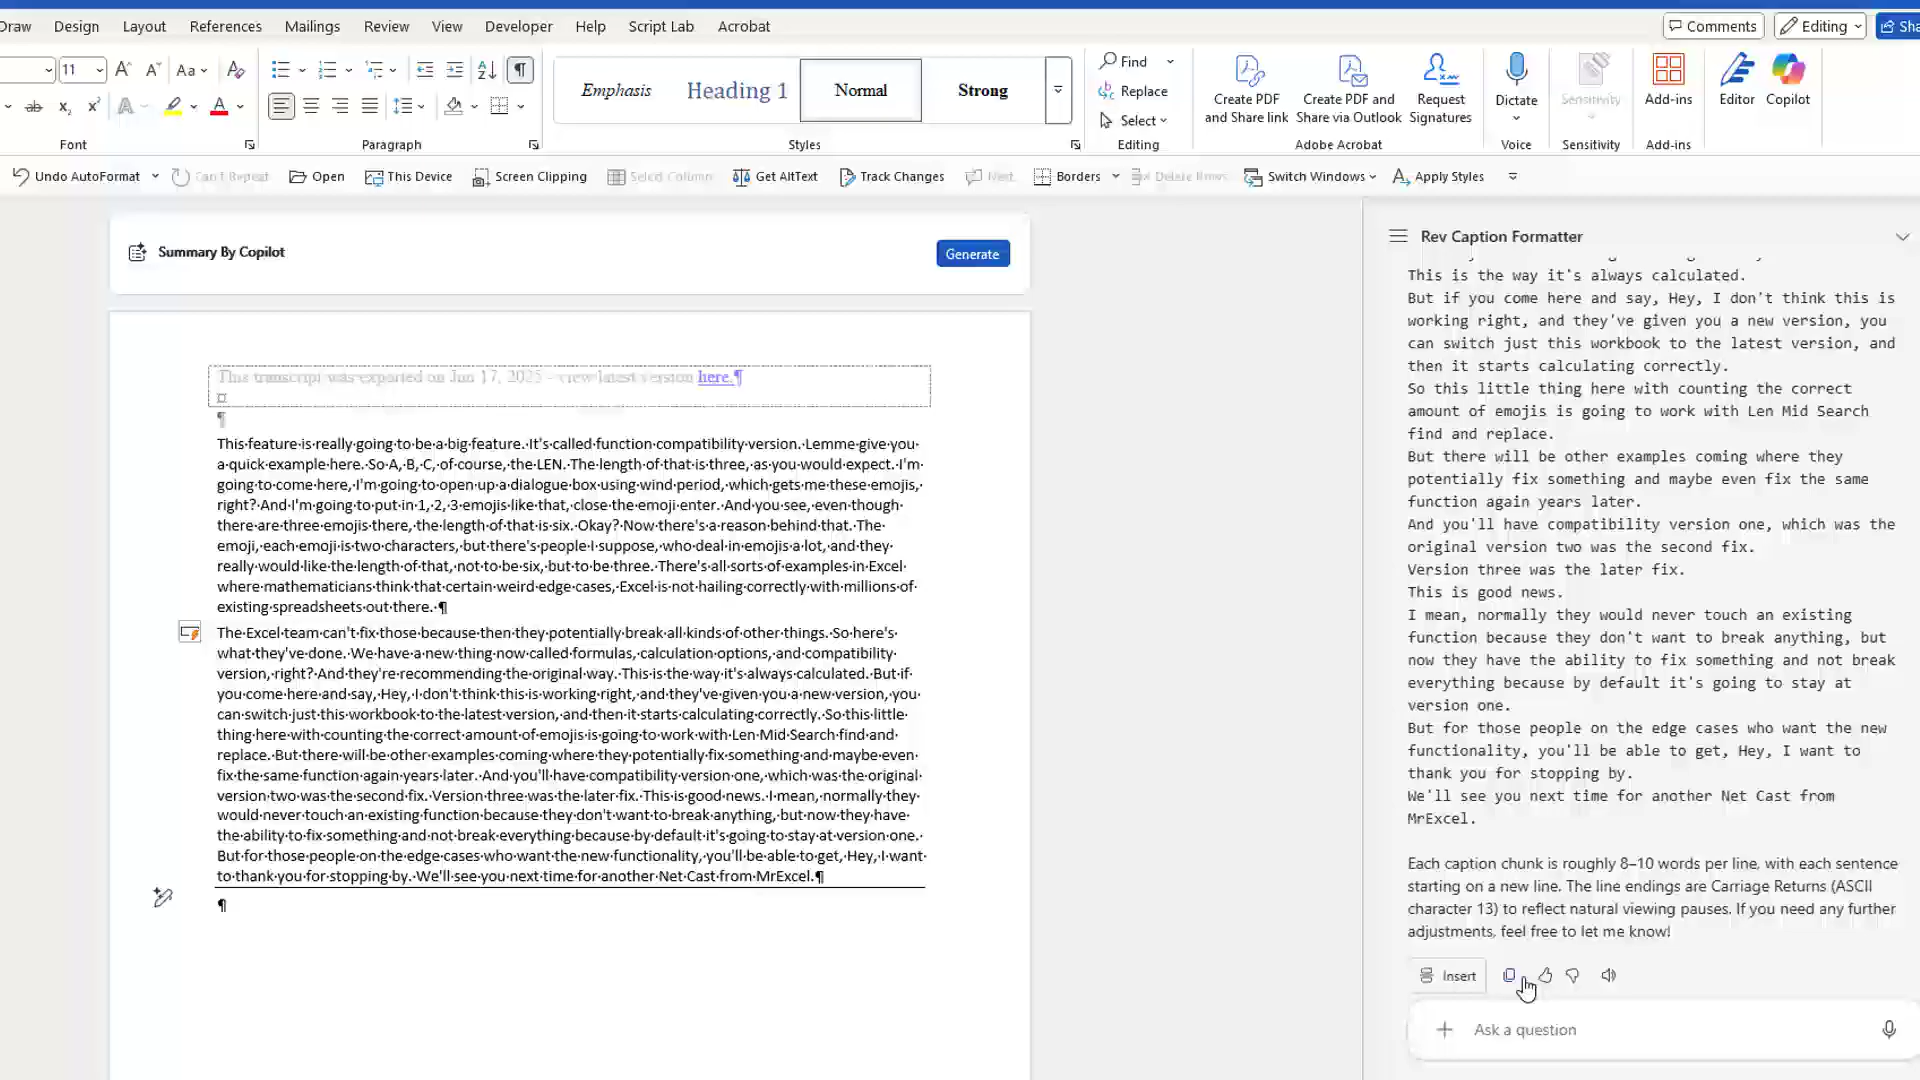 Draw Design Layout References Mailings Review View Developer Help Script Lab Acrobat Comments Editing
11 Aa
Emphasis Heading 1 Normal Strong
Find
Replace
Select
Create PDF and Share link
Create PDF and Share via Outlook
Request Signatures
Dictate
Sensitivity
Add-ins
Editor
Copilot
Font Paragraph Styles Editing Adobe Acrobat Voice Sensitivity Add-ins
Undo AutoFormat Can't Repeat Open This Device Screen Clipping Select Column Get AltText Track Changes Next Borders Delete Rows Switch Windows Apply Styles
Summary By Copilot
Generate
This transcript was exported on Jun 17, 2025 - view latest version here.¶
¶
This·feature·is·really·going·to·be·a·big·feature.·It's·called·function·compatibility·version.·Lemme·give·you·
a·quick·example·here.·So·A,·B,·C,·of·course,·the·LEN.·The·length·of·that·is·three,·as·you·would·expect.·I'm·
going·to·come·here,·I'm·going·to·open·up·a·dialogue·box·using·wind·period,·which·gets·me·these·emojis,·
right?·And·I'm·going·to·put·in·1,·2,·3·emojis·like·that,·close·the·emoji·enter.·And·you·see,·even·though·
there·are·three·emojis·there,·the·length·of·that·is·six.·Okay?·Now·there's·a·reason·behind·that.·The·
emoji,·each·emoji·is·two·characters,·but·there's·people·I·suppose,·who·deal·in·emojis·a·lot,·and·they·
really·would·like·the·length·of·that,·not·to·be·six,·but·to·be·three.·There's·all·sorts·of·examples·in·Excel·
where·mathematicians·think·that·certain·weird·edge·cases,·Excel·is·not·hailing·correctly·with·millions·of·
existing·spreadsheets·out·there.·¶
The·Excel·team·can't·fix·those·because·then·they·potentially·break·all·kinds·of·other·things.·So·here's·
what·they've·done.·We·have·a·new·thing·now·called·formulas,·calculation·options,·and·compatibility·
version,·right?·And·they're·recommending·the·original·way.·This·is·the·way·it's·always·calculated.·But·if·
you·come·here·and·say,·Hey,·I·don't·think·this·is·working·right,·and·they've·given·you·a·new·version,·you·
can·switch·just·this·workbook·to·the·latest·version,·and·then·it·starts·calculating·correctly.·So·this·little·
thing·here·with·counting·the·correct·amount·of·emojis·is·going·to·work·with·Len·Mid·Search·find·and·
replace.·But·there·will·be·other·examples·coming·where·they·potentially·fix·something·and·maybe·even·
fix·the·same·function·again·years·later.·And·you'll·have·compatibility·version·one,·which·was·the·original·
version·two·was·the·second·fix.·Version·three·was·the·later·fix.·This·is·good·news.·I·mean,·normally·they·
would·never·touch·an·existing·function·because·they·don't·want·to·break·anything,·but·now·they·have·
the·ability·to·fix·something·and·not·break·everything·because·by·default·it's·going·to·stay·at·version·one.·
But·for·those·people·on·the·edge·cases·who·want·the·new·functionality,·you'll·be·able·to·get,·Hey,·I·want·
to·thank·you·for·stopping·by.·We'll·see·you·next·time·for·another·Net·Cast·from·MrExcel.¶
¶
Rev Caption Formatter
This is the way it's always calculated.
But if you come here and say, Hey, I don't think this is
working right, and they've given you a new version, you
can switch just this workbook to the latest version, and
then it starts calculating correctly.
So this little thing here with counting the correct
amount of emojis is going to work with Len Mid Search
find and replace.
But there will be other examples coming where they
potentially fix something and maybe even fix the same
function again years later.
And you'll have compatibility version one, which was the
original version two was the second fix.
Version three was the later fix.
This is good news.
I mean, normally they would never touch an existing
function because they don't want to break anything, but
now they have the ability to fix something and not break
everything because by default it's going to stay at
version one.
But for those people on the edge cases who want the new
functionality, you'll be able to get, Hey, I want to
thank you for stopping by.
We'll see you next time for another Net Cast from
MrExcel.
Each caption chunk is roughly 8–10 words per line, with each sentence
starting on a new line. The line endings are Carriage Returns (ASCII
character 13) to reflect natural viewing pauses. If you need any further
adjustments, feel free to let me know!
Insert
Ask a question